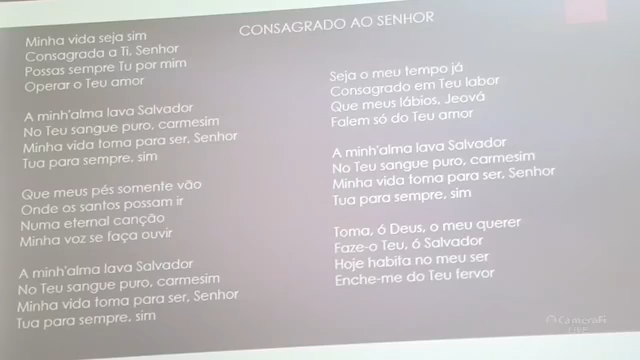 CONSAGRADO AO SENHOR
Minha vida seja sim
Consagrada a Ti, Senhor
Possas sempre Tu por mim
Operar o Teu amor
A minh'alma lava Salvador
No Teu sangue puro, carmesim
Minha vida toma para ser, Senhor
Tua para sempre, sim
Que meus pés somente vão
Onde os santos possam ir
Numa eternal canção
Minha voz se faça ouvir
A minh'alma lava Salvador
No Teu sangue puro, carmesim
Minha vida toma para ser, Senhor
Tua para sempre, sim
Seja o meu tempo já
Consagrado em Teu labor
Que meus lábios, Jeová
Falem só do Teu amor
A minh'alma lava Salvador
No Teu sangue puro, carmesim
Minha vida toma para ser, Senhor
Tua para sempre, sim
Toma, ó Deus, o meu querer
Faze-o Teu, ó Salvador
Hoje habita no meu ser
Enche-me do Teu fervor